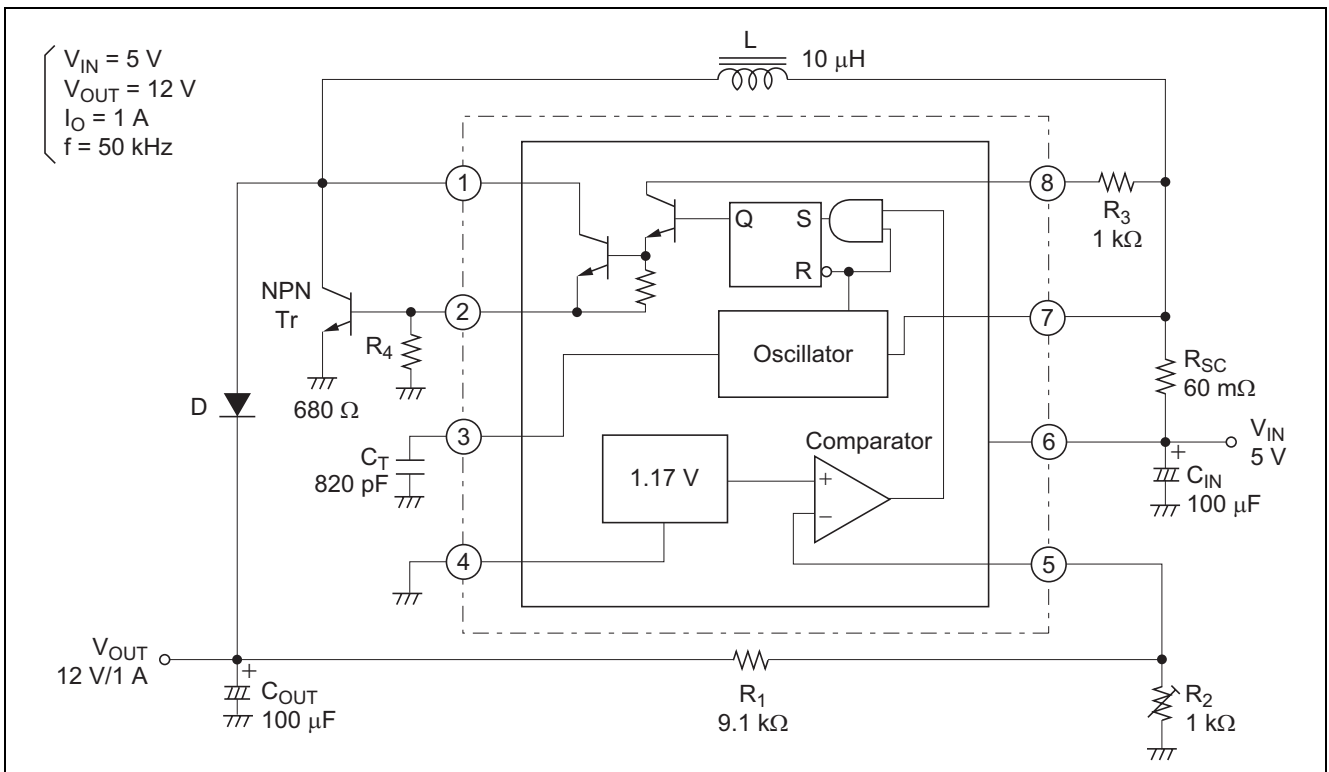 V_IN = 5 V
V_OUT = 12 V
I_O = 1 A
f = 50 kHz
L
10 μH
1
8
R_3
1 kΩ
Q
S
R
NPN
Tr
2
R_4
680 Ω
7
Oscillator
R_SC
60 mΩ
D
3
C_T
820 pF
Comparator
6
V_IN
5 V
1.17 V
+
−
+
C_IN
100 μF
4
5
V_OUT
12 V/1 A
+
C_OUT
100 μF
R_1
9.1 kΩ
R_2
1 kΩ